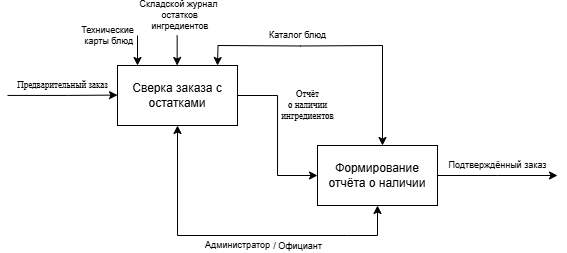 Складской журнал
остатков
ингредиентов
Технические
карты блюд
Каталог блюд
Предварительный заказ
Сверка заказа с
остатками
Отчёт
о наличии
ингредиентов
Формирование
отчёта о наличии
Подтверждённый заказ
Администратор / Официант